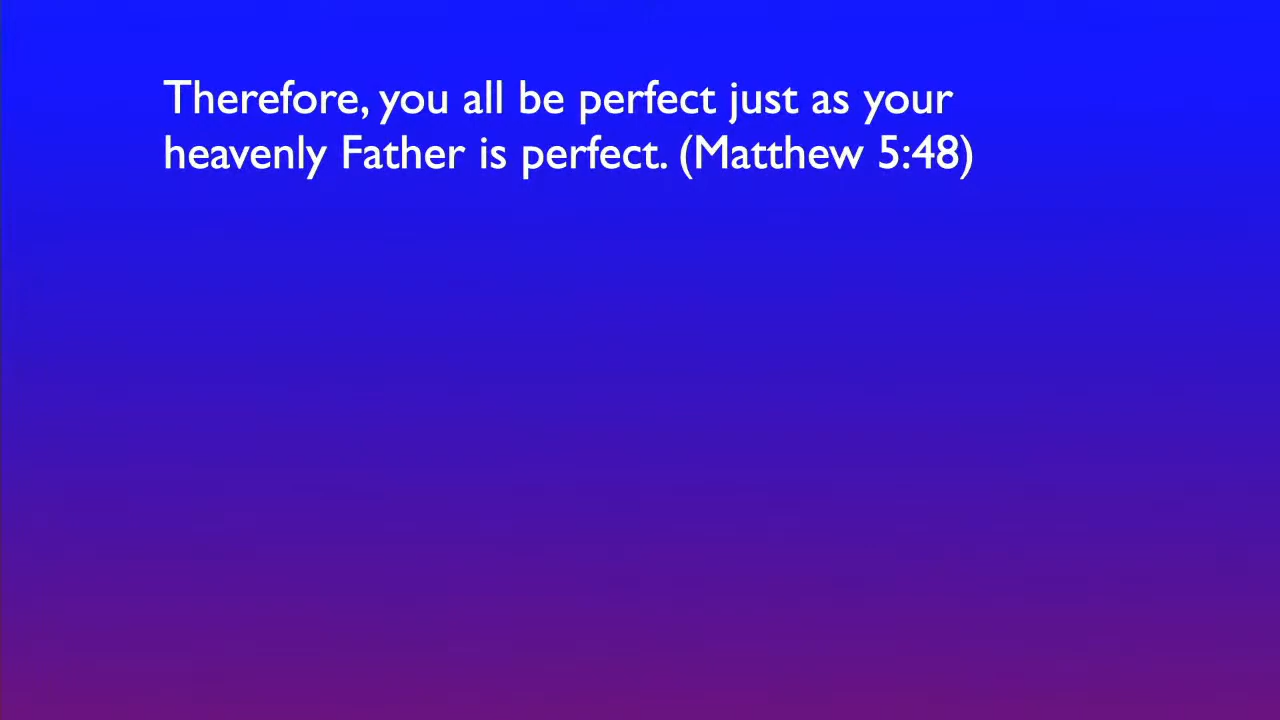 Therefore, you all be perfect just as your
heavenly Father is perfect. (Matthew 5:48)